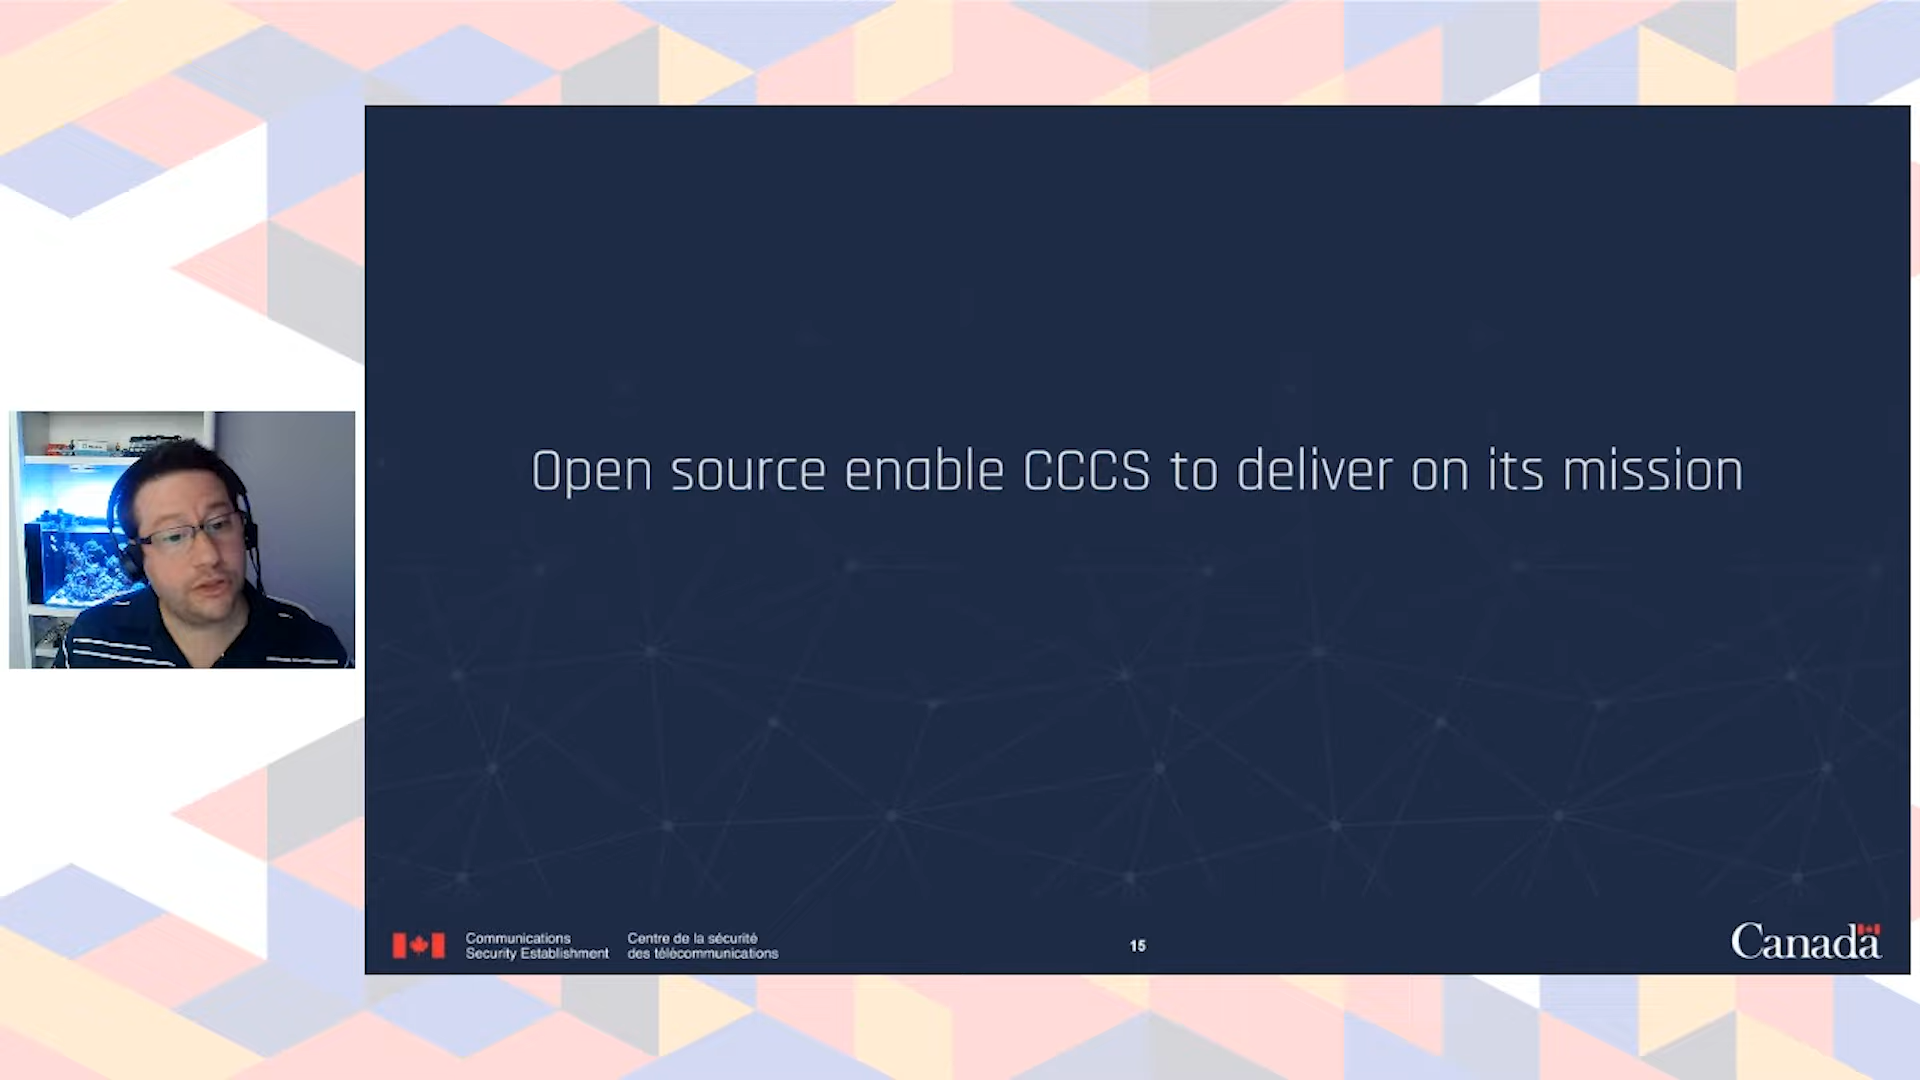 Open source enable CCCS to deliver on its mission
Communications
Security Establishment
Centre de la sécurité
des télécommunications
15
Canada